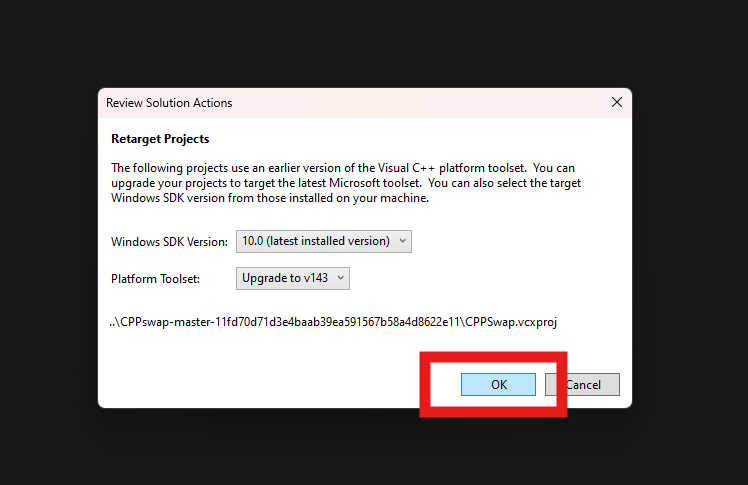 Review Solution Actions
Retarget Projects
The following projects use an earlier version of the Visual C++ platform toolset.  You can
upgrade your projects to target the latest Microsoft toolset.  You can also select the target
Windows SDK version from those installed on your machine.
Windows SDK Version: 10.0 (latest installed version)
Platform Toolset: Upgrade to v143
..\CPPswap-master-11fd70d71d3e4baab39ea591567b58a4d8622e11\CPPSwap.vcxproj
OK Cancel